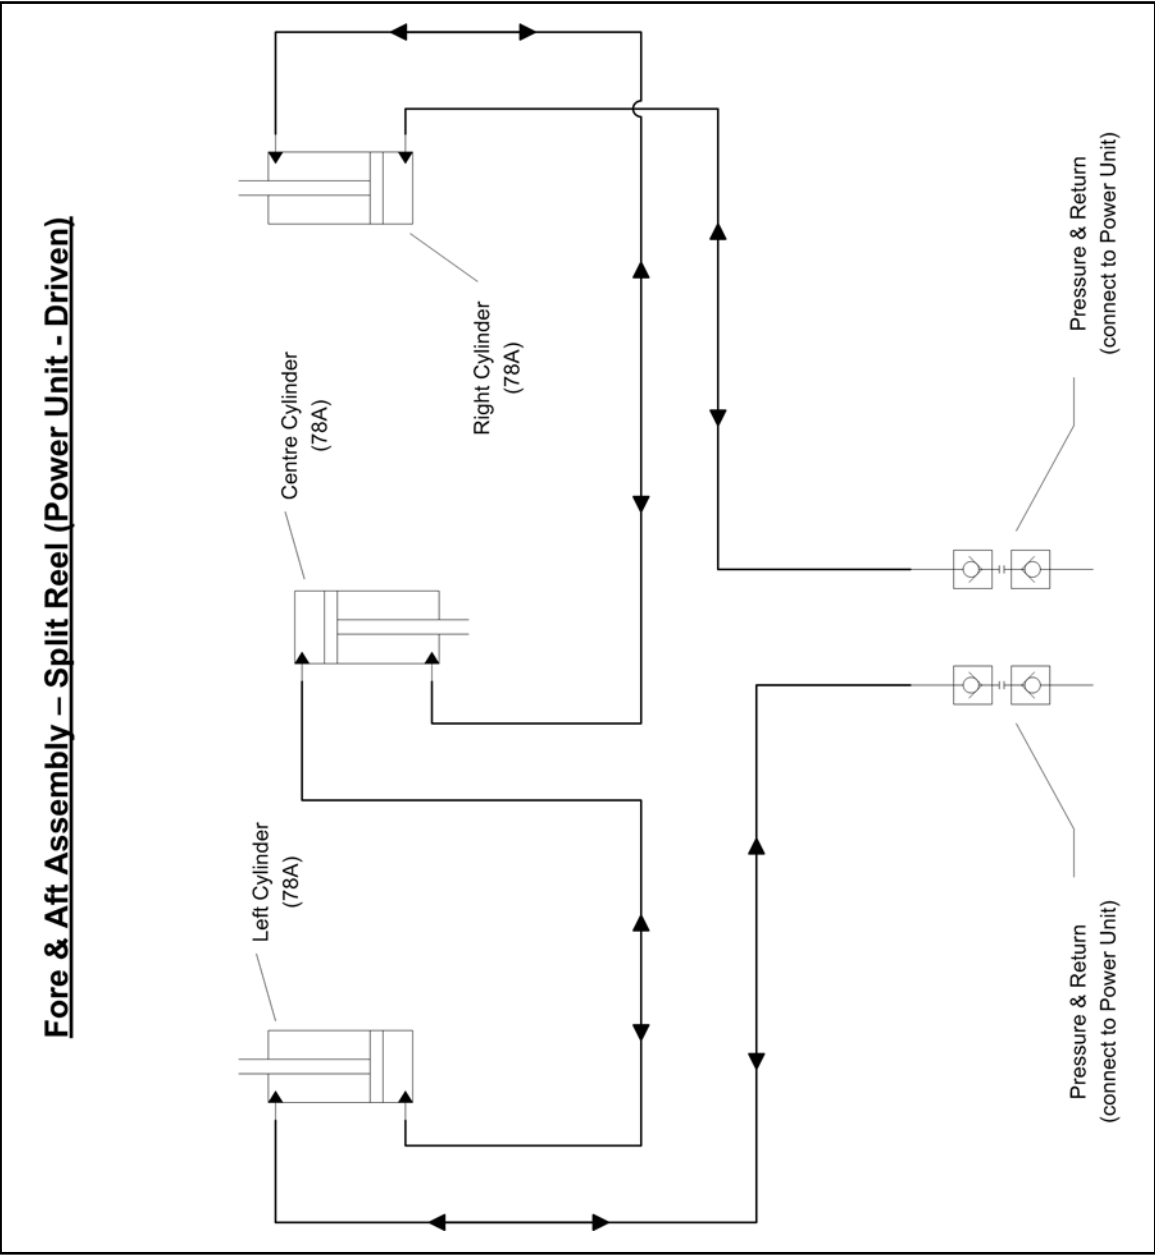 Fore & Aft Assembly – Split Reel (Power Unit - Driven)
Left Cylinder
(78A)
Centre Cylinder
(78A)
Right Cylinder
(78A)
Pressure & Return
(connect to Power Unit)
Pressure & Return
(connect to Power Unit)